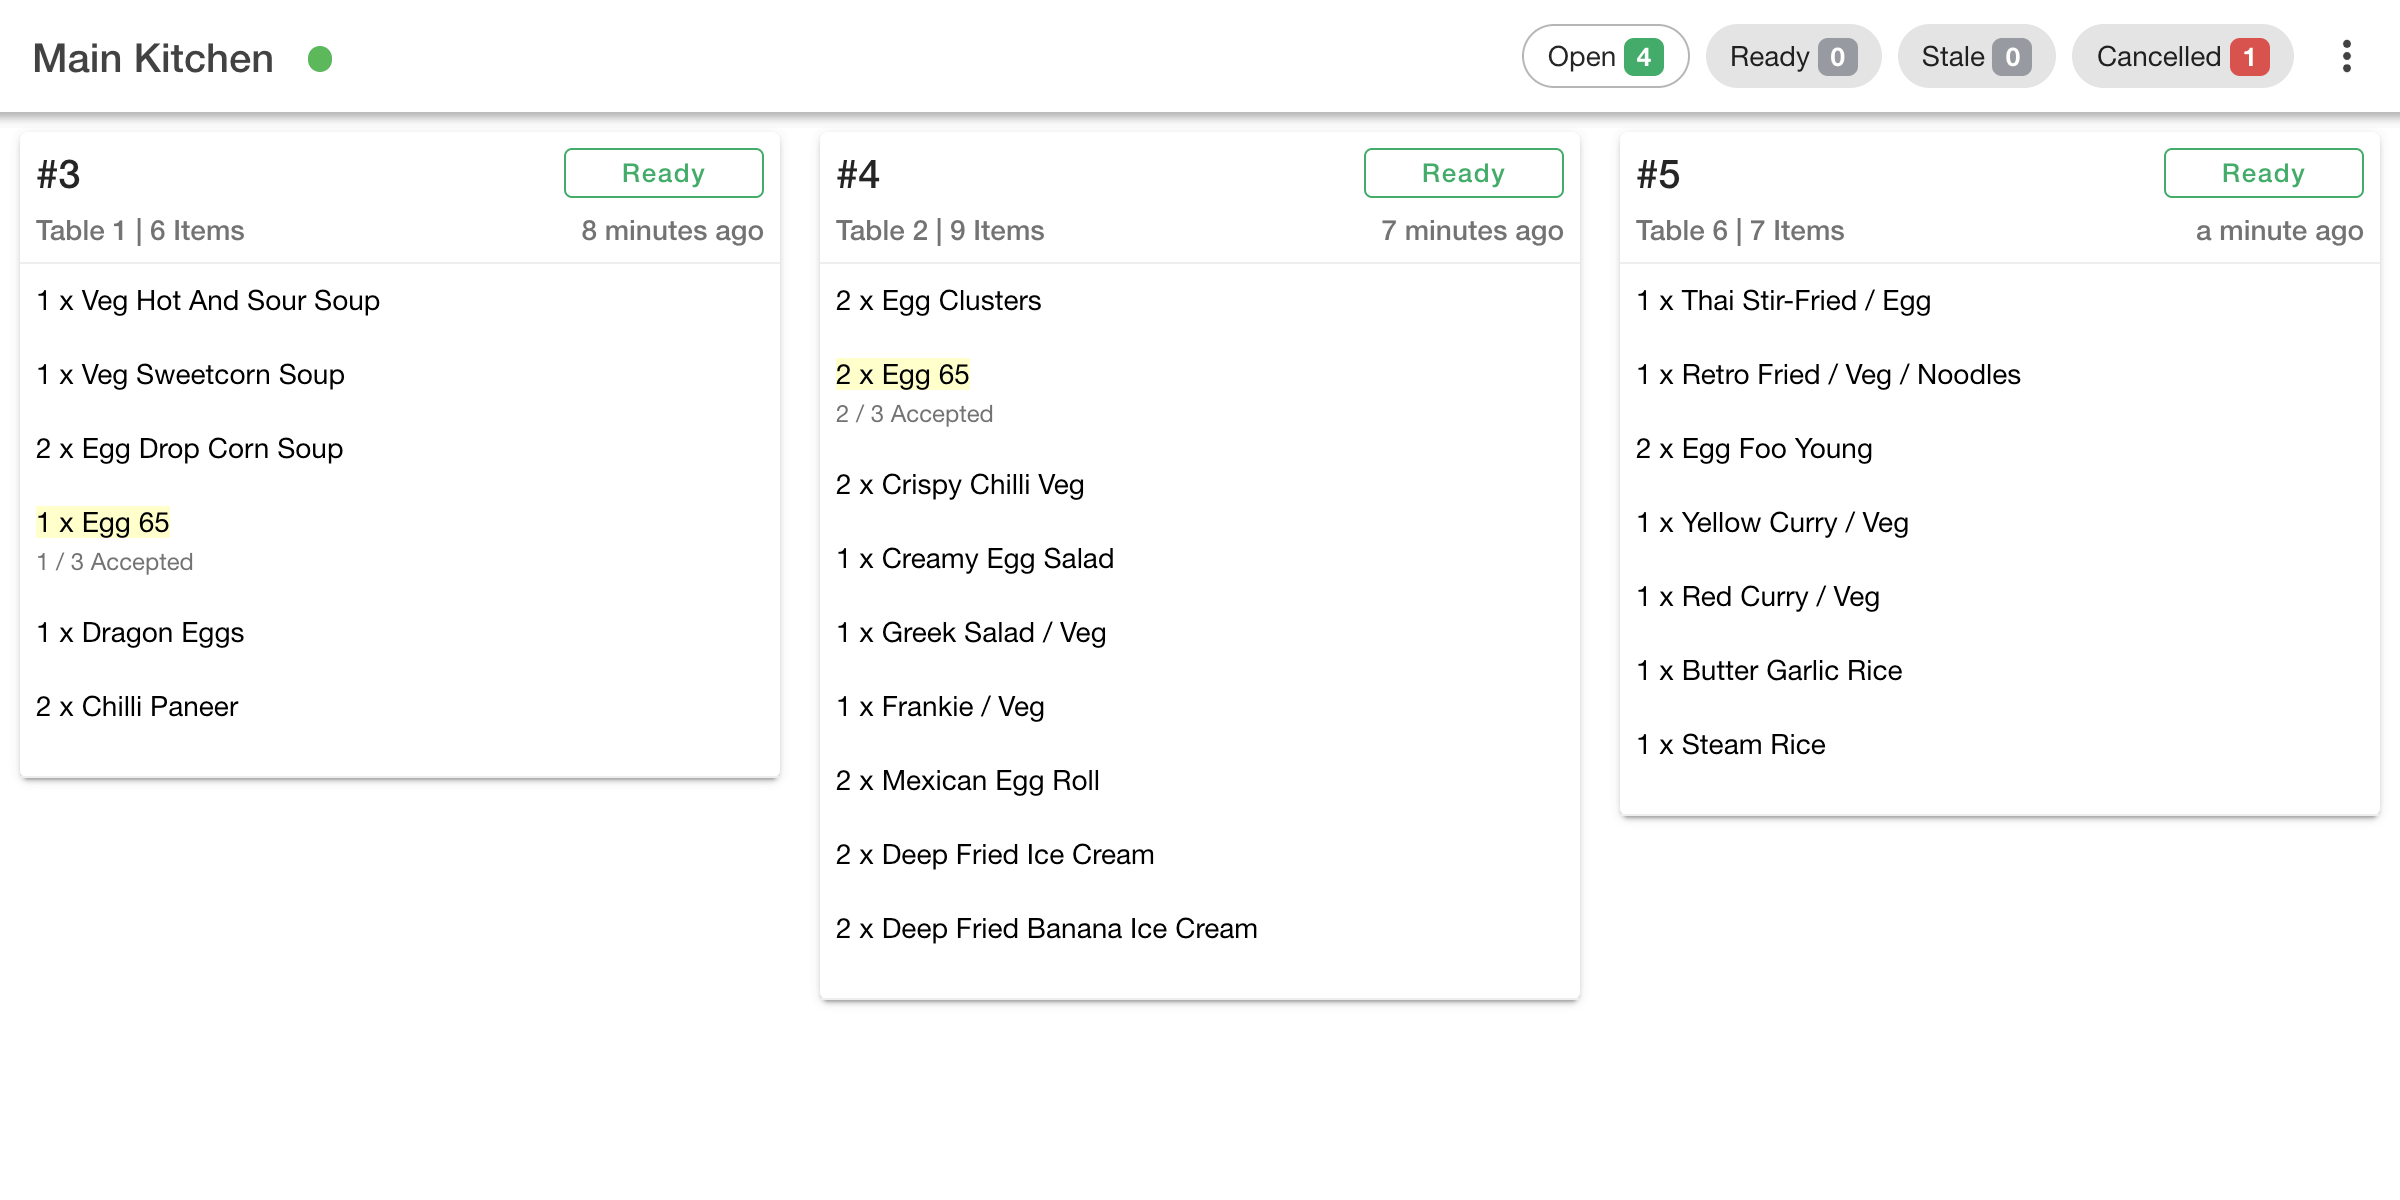 Main Kitchen
Open 4
Ready 0
Stale 0
Cancelled 1
#3
Ready
Table 1 | 6 Items
8 minutes ago
1 x Veg Hot And Sour Soup
1 x Veg Sweetcorn Soup
2 x Egg Drop Corn Soup
1 x Egg 65
1 / 3 Accepted
1 x Dragon Eggs
2 x Chilli Paneer
#4
Ready
Table 2 | 9 Items
7 minutes ago
2 x Egg Clusters
2 x Egg 65
2 / 3 Accepted
2 x Crispy Chilli Veg
1 x Creamy Egg Salad
1 x Greek Salad / Veg
1 x Frankie / Veg
2 x Mexican Egg Roll
2 x Deep Fried Ice Cream
2 x Deep Fried Banana Ice Cream
#5
Ready
Table 6 | 7 Items
a minute ago
1 x Thai Stir-Fried / Egg
1 x Retro Fried / Veg / Noodles
2 x Egg Foo Young
1 x Yellow Curry / Veg
1 x Red Curry / Veg
1 x Butter Garlic Rice
1 x Steam Rice